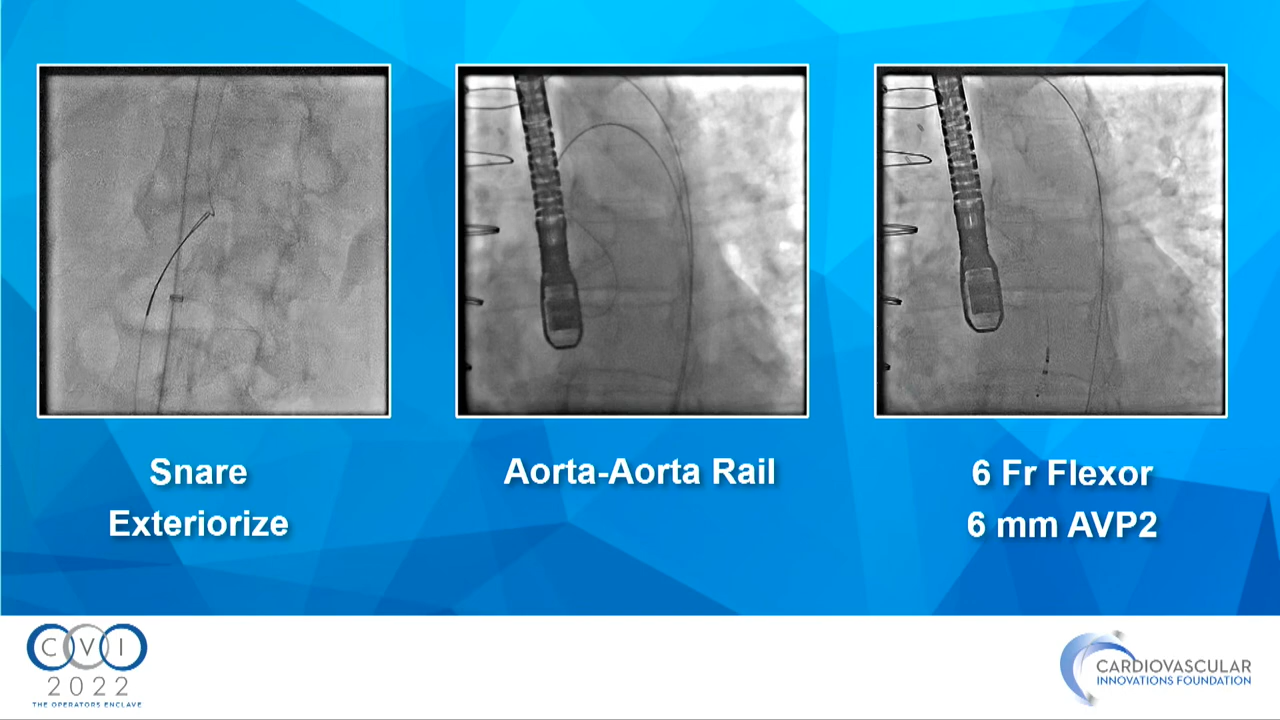 Snare
Exteriorize
Aorta-Aorta Rail
6 Fr Flexor
6 mm AVP2
CVI
2022
THE OPERATORS ENCLAVE
CARDIOVASCULAR
INNOVATIONS FOUNDATION